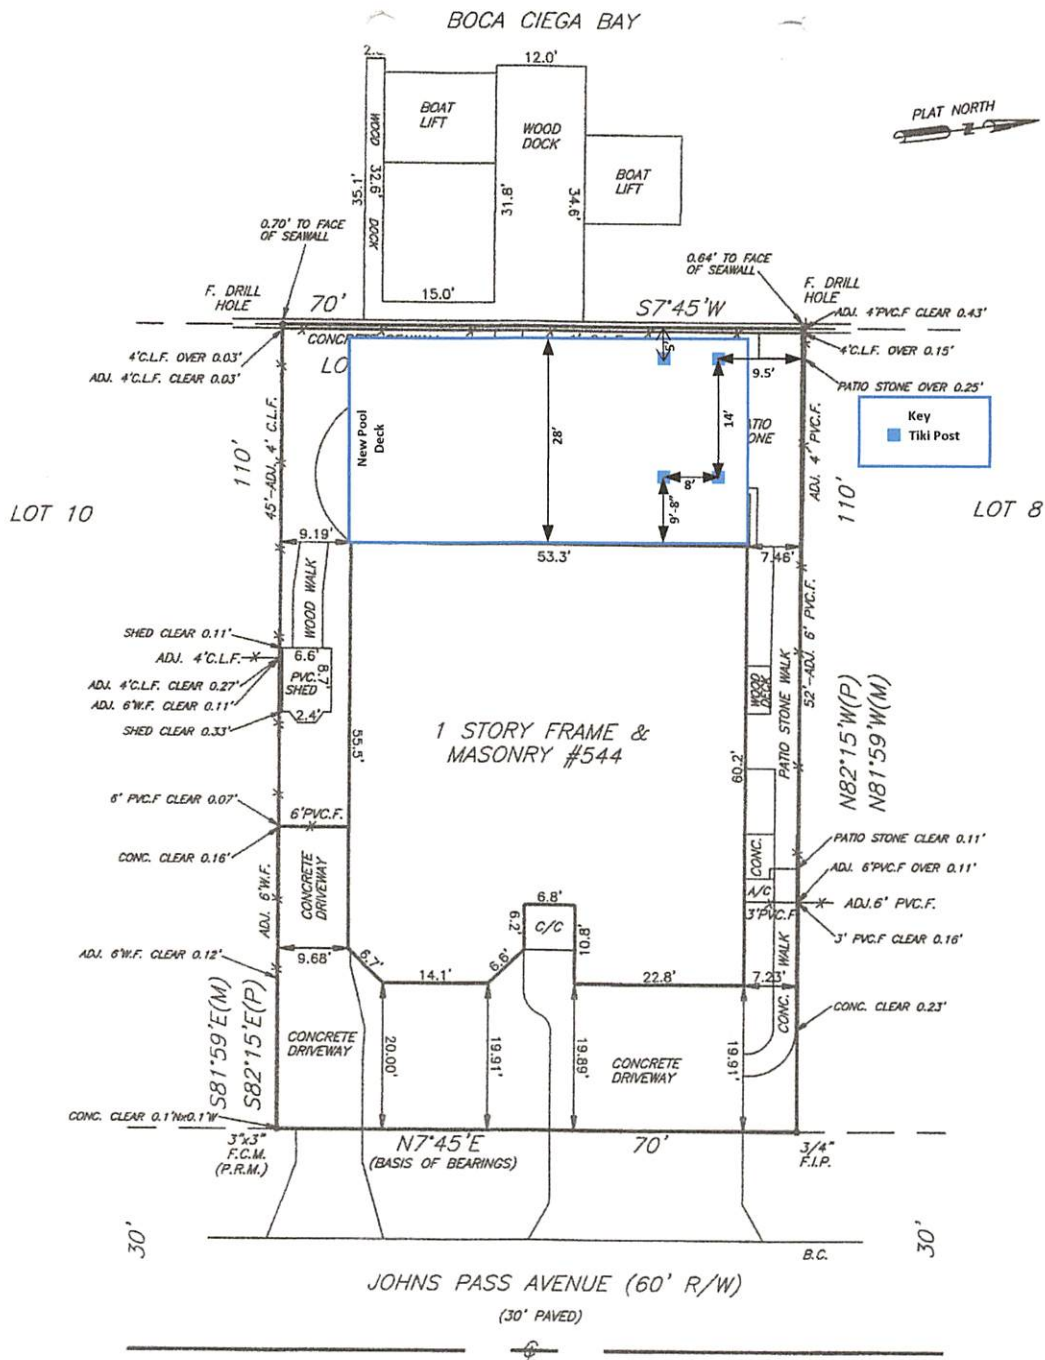 BOCA CIEGA BAY
12.0'
BOAT
LIFT
WOOD
DOCK
WOOD
DOCK
BOAT
LIFT
35.1'
32.6'
31.8'
34.6'
15.0'
PLAT NORTH
N
0.70' TO FACE
OF SEAWALL
0.64' TO FACE
OF SEAWALL
F. DRILL
HOLE
70'
S7°45'W
F. DRILL
HOLE
ADJ. 4'PVC.F CLEAR 0.43'
4'C.L.F. OVER 0.03'
ADJ. 4'C.L.F. CLEAR 0.03'
4'C.L.F. OVER 0.15'
PATIO STONE OVER 0.25'
5'
9.5'
14'
28'
8'
9'-8"
New Pool
Deck
Key
Tiki Post
45'-ADJ. 4' C.L.F.
ADJ. 4' PVC.F.
110'
110'
LOT 10
LOT 8
9.19'
53.3'
7.46'
WOOD WALK
SHED CLEAR 0.11'
ADJ. 4'C.L.F.
ADJ. 4'C.L.F. CLEAR 0.27'
ADJ. 6'W.F. CLEAR 0.11'
SHED CLEAR 0.33'
6.6'
8.7'
PVC.
SHED
2.4'
55.5'
1 STORY FRAME &
MASONRY #544
60.2'
WOOD
DECK
PATIO STONE WALK
52'-ADJ. 6' PVC.F.
N82°15'W(P)
N81°59'W(M)
6' PVC.F CLEAR 0.07'
6'PVC.F.
CONC. CLEAR 0.16'
CONCRETE
DRIVEWAY
ADJ. 6'W.F.
PATIO STONE CLEAR 0.11'
ADJ. 6'PVC.F OVER 0.11'
ADJ.6' PVC.F.
3' PVC.F CLEAR 0.16'
CONC.
A/C
3'PVC.F
6.8'
6.2'
C/C
10.8'
ADJ. 6'W.F. CLEAR 0.12'
9.68'
6.7'
14.1'
6.6'
22.8'
7.23'
CONC. WALK
CONC. CLEAR 0.23'
S81°59'E(M)
S82°15'E(P)
CONCRETE
DRIVEWAY
20.00'
19.91'
19.89'
CONCRETE
DRIVEWAY
19.91'
CONC. CLEAR 0.1'Nx0.1'W
3"x3"
F.C.M.
(P.R.M.)
N7°45'E
(BASIS OF BEARINGS)
70'
3/4"
F.I.P.
30'
30'
B.C.
JOHNS PASS AVENUE (60' R/W)
(30' PAVED)